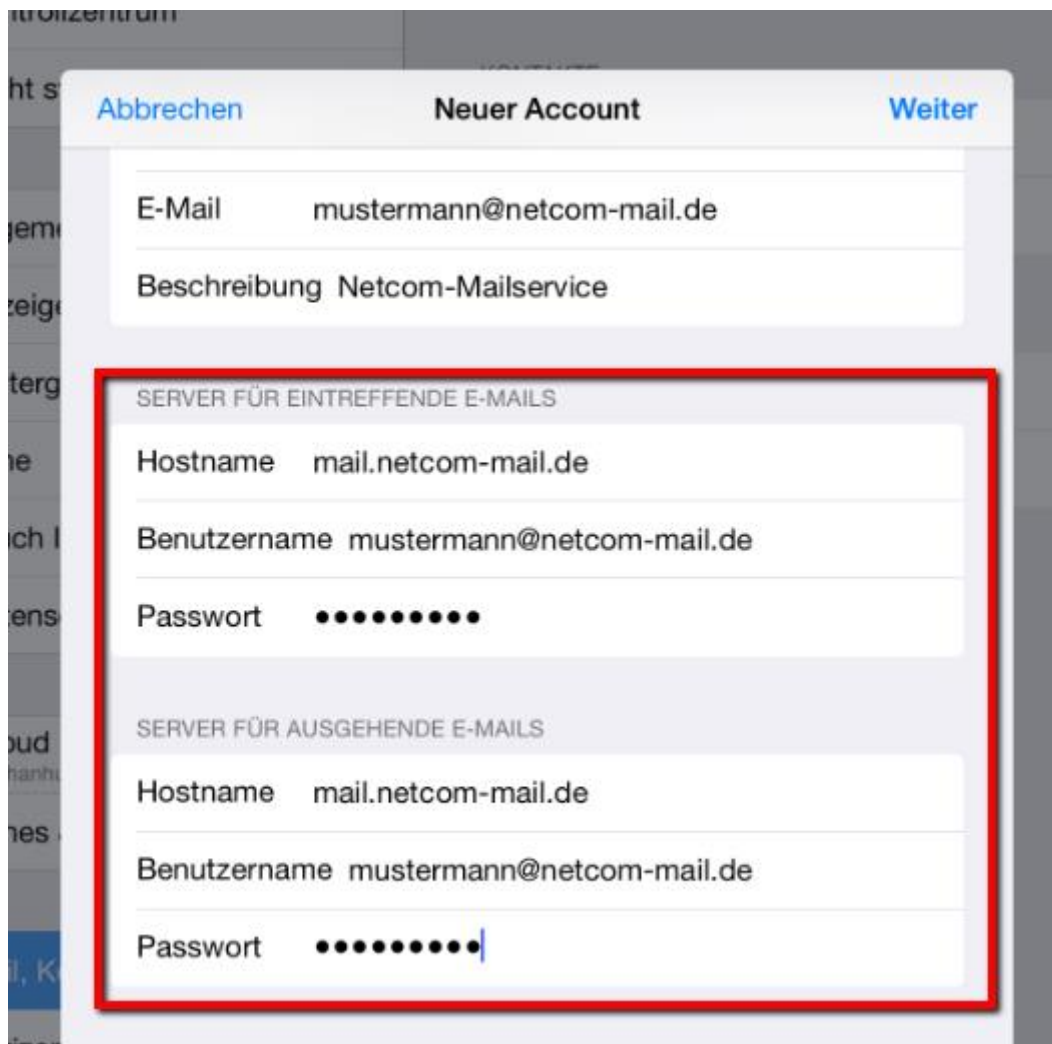 Abbrechen Neuer Account Weiter
E-Mail mustermann@netcom-mail.de
Beschreibung Netcom-Mailservice
SERVER FÜR EINTREFFENDE E-MAILS
Hostname mail.netcom-mail.de
Benutzername mustermann@netcom-mail.de
Passwort •••••••••
SERVER FÜR AUSGEHENDE E-MAILS
Hostname mail.netcom-mail.de
Benutzername mustermann@netcom-mail.de
Passwort •••••••••